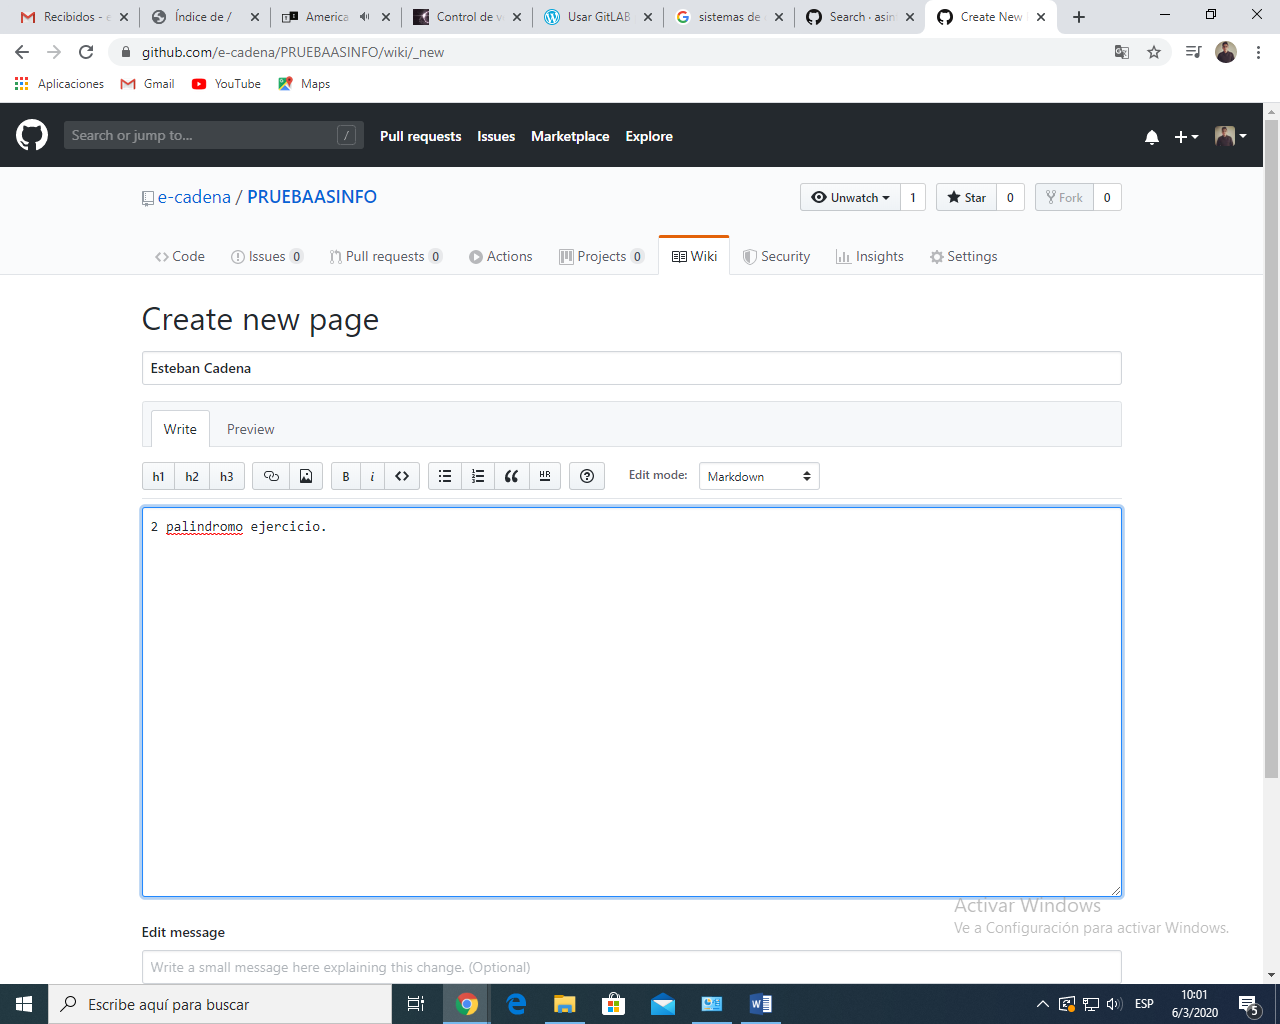 Recibidos - e
Índice de /
America
Control de v
Usar GitLAB
sistemas de
Search · asin
Create New
github.com/e-cadena/PRUEBAASINFO/wiki/_new
Aplicaciones
Gmail
YouTube
Maps
Search or jump to...
/
Pull requests
Issues
Marketplace
Explore
e-cadena / PRUEBAASINFO
Unwatch 1
Star 0
Fork 0
Code
Issues 0
Pull requests 0
Actions
Projects 0
Wiki
Security
Insights
Settings
Create new page
Esteban Cadena
Write
Preview
h1 h2 h3
B i
HR
Edit mode: Markdown
2 palindromo ejercicio.
Activar Windows
Ve a Configuración para activar Windows.
Edit message
Write a small message here explaining this change. (Optional)
Escribe aquí para buscar
ESP
10:01
6/3/2020
5